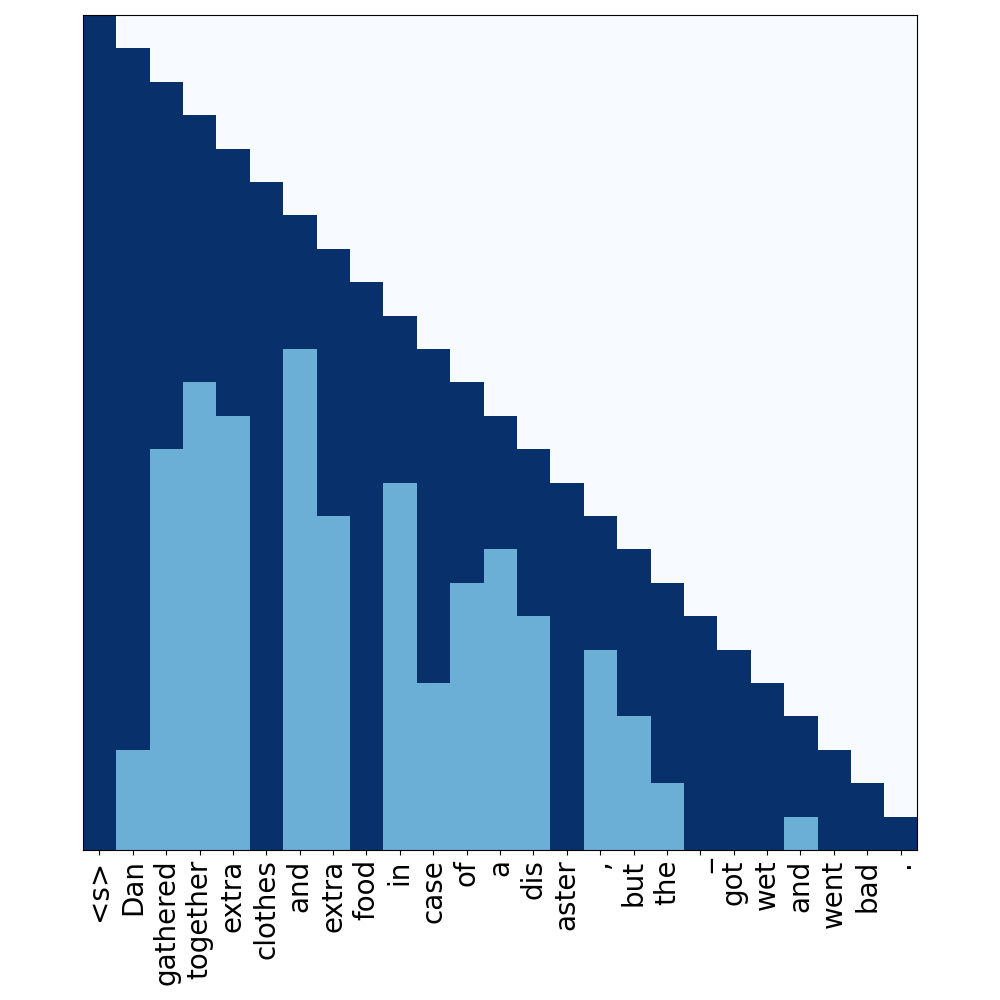 <s> Dan gathered together extra clothes and extra food in case of a dis aster , but the _ got wet and went bad .